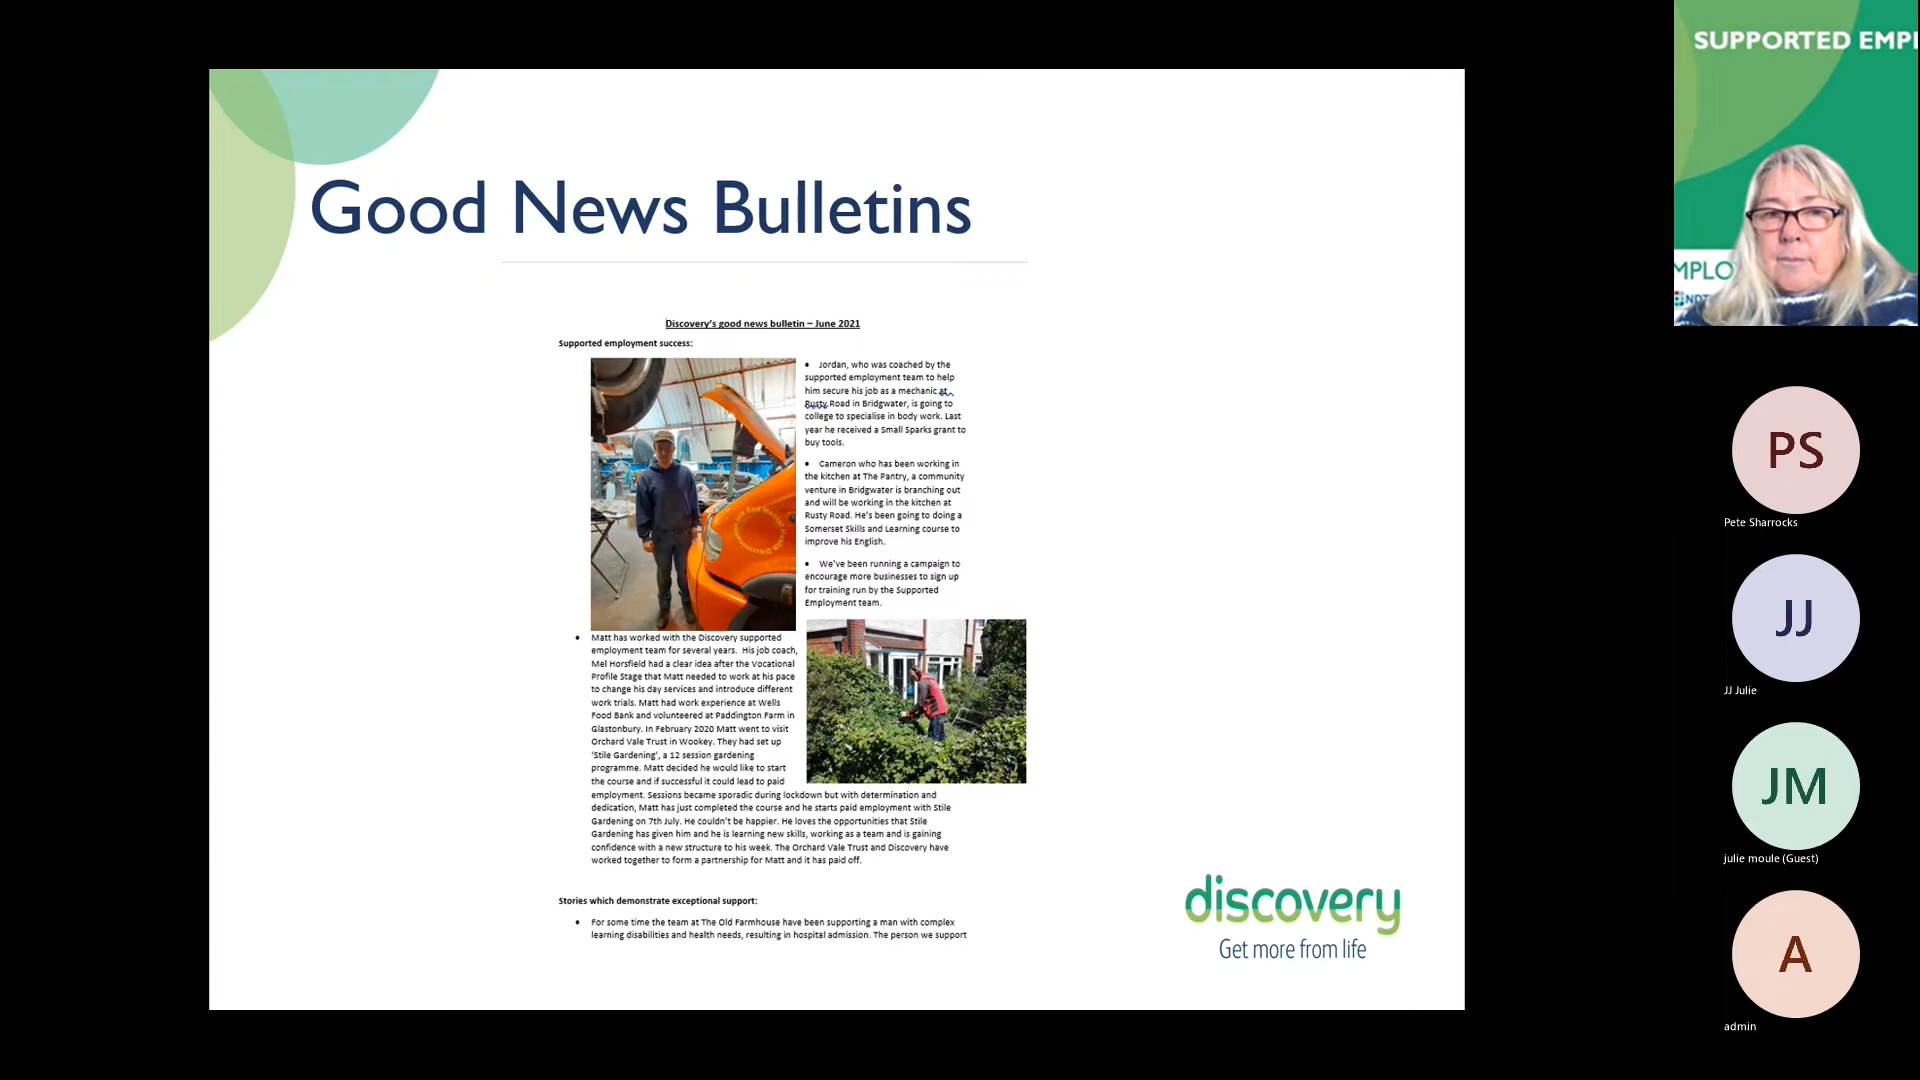 SUPPORTED EMPL
Good News Bulletins
Discovery's good news bulletin – June 2021
Supported employment success:
• Jordan, who was coached by the
supported employment team to help
him secure his job as a mechanic at
Rusty Road in Bridgwater, is going to
college to specialise in body work. Last
year he received a Small Sparks grant to
buy tools.
• Cameron who has been working in
the kitchen at The Pantry, a community
venture in Bridgwater is branching out
and will be working in the kitchen at
Rusty Road. He's been going to doing a
Somerset Skills and Learning course to
improve his English.
• We've been running a campaign to
encourage more businesses to sign up
for training run by the Supported
Employment team.
• Matt has worked with the Discovery supported
employment team for several years. His job coach,
Mel Horsfield had a clear idea after the Vocational
Profile Stage that Matt needed to work at his pace
to change his day services and introduce different
work trials. Matt had work experience at Wells
Food Bank and volunteered at Paddington Farm in
Glastonbury. In February 2020 Matt went to visit
Orchard Vale Trust in Wookey. They had set up
'Stile Gardening', a 12 session gardening
programme. Matt decided he would like to start
the course and if successful it could lead to paid
employment. Sessions became sporadic during lockdown but with determination and
dedication, Matt has just completed the course and he starts paid employment with Stile
Gardening on 7th July. He couldn't be happier. He loves the opportunities that Stile
Gardening has given him and he is learning new skills, working as a team and is gaining
confidence with a new structure to his week. The Orchard Vale Trust and Discovery have
worked together to form a partnership for Matt and it has paid off.
Stories which demonstrate exceptional support:
• For some time the team at The Old Farmhouse have been supporting a man with complex
learning disabilities and health needs, resulting in hospital admission. The person we support
discovery
Get more from life
MPLO
NDT
PS
Pete Sharrocks
JJ
JJ Julie
JM
julie moule (Guest)
A
admin